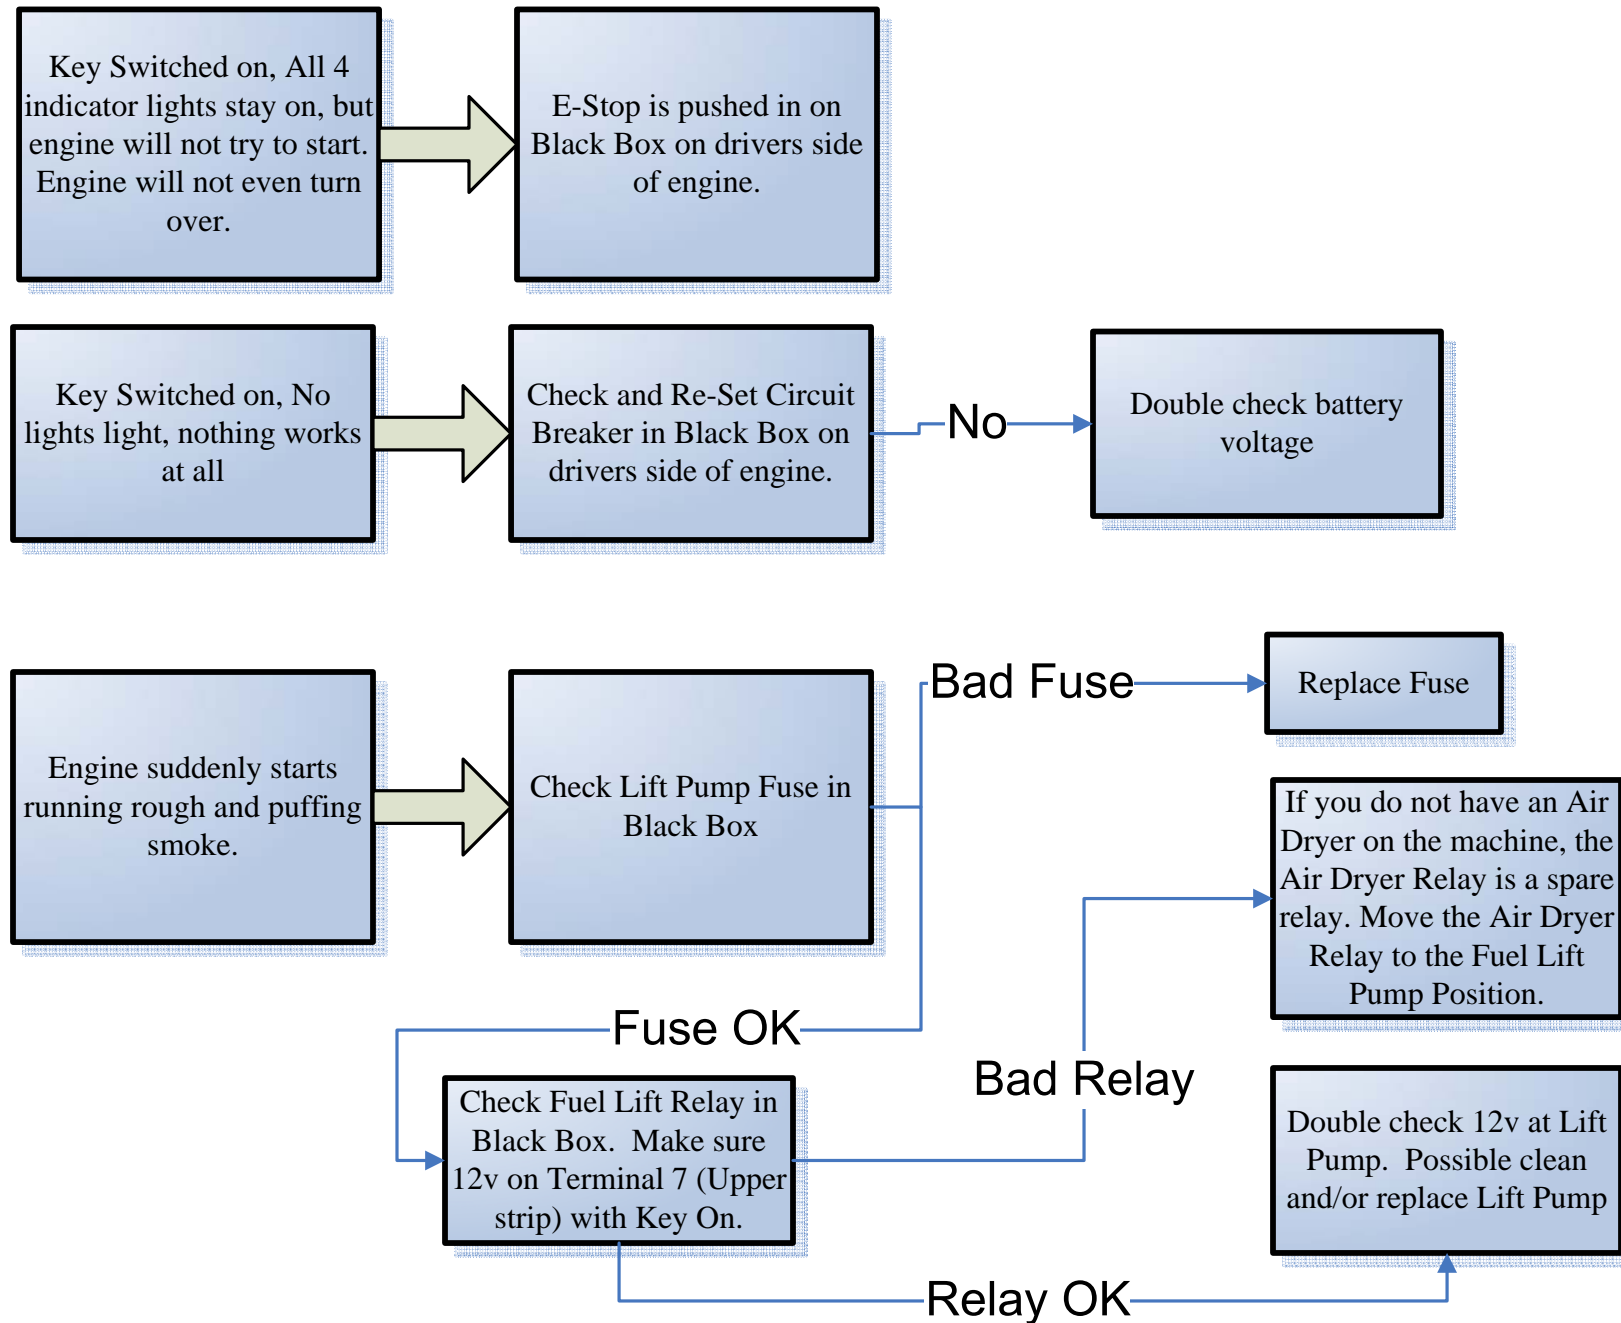 Key Switched on, All 4
indicator lights stay on, but
engine will not try to start.
Engine will not even turn
over.
E-Stop is pushed in on
Black Box on drivers side
of engine.
Key Switched on, No
lights light, nothing works
at all
Check and Re-Set Circuit
Breaker in Black Box on
drivers side of engine.
No
Double check battery
voltage
Engine suddenly starts
running rough and puffing
smoke.
Check Lift Pump Fuse in
Black Box
Bad Fuse
Replace Fuse
If you do not have an Air
Dryer on the machine, the
Air Dryer Relay is a spare
relay. Move the Air Dryer
Relay to the Fuel Lift
Pump Position.
Fuse OK
Bad Relay
Check Fuel Lift Relay in
Black Box.  Make sure
12v on Terminal 7 (Upper
strip) with Key On.
Double check 12v at Lift
Pump.  Possible clean
and/or replace Lift Pump
Relay OK